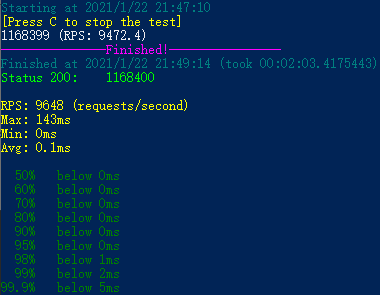 Starting at 2021/1/22 21:47:10
[Press C to stop the test]
1168399 (RPS: 9472.4)
---------------Finished!----------------
Finished at 2021/1/22 21:49:14 (took 00:02:03.4175443)
Status 200:    1168400
RPS: 9648 (requests/second)
Max: 143ms
Min: 0ms
Avg: 0.1ms
50%   below 0ms
60%   below 0ms
70%   below 0ms
80%   below 0ms
90%   below 0ms
95%   below 0ms
98%   below 1ms
99%   below 2ms
99.9%   below 5ms